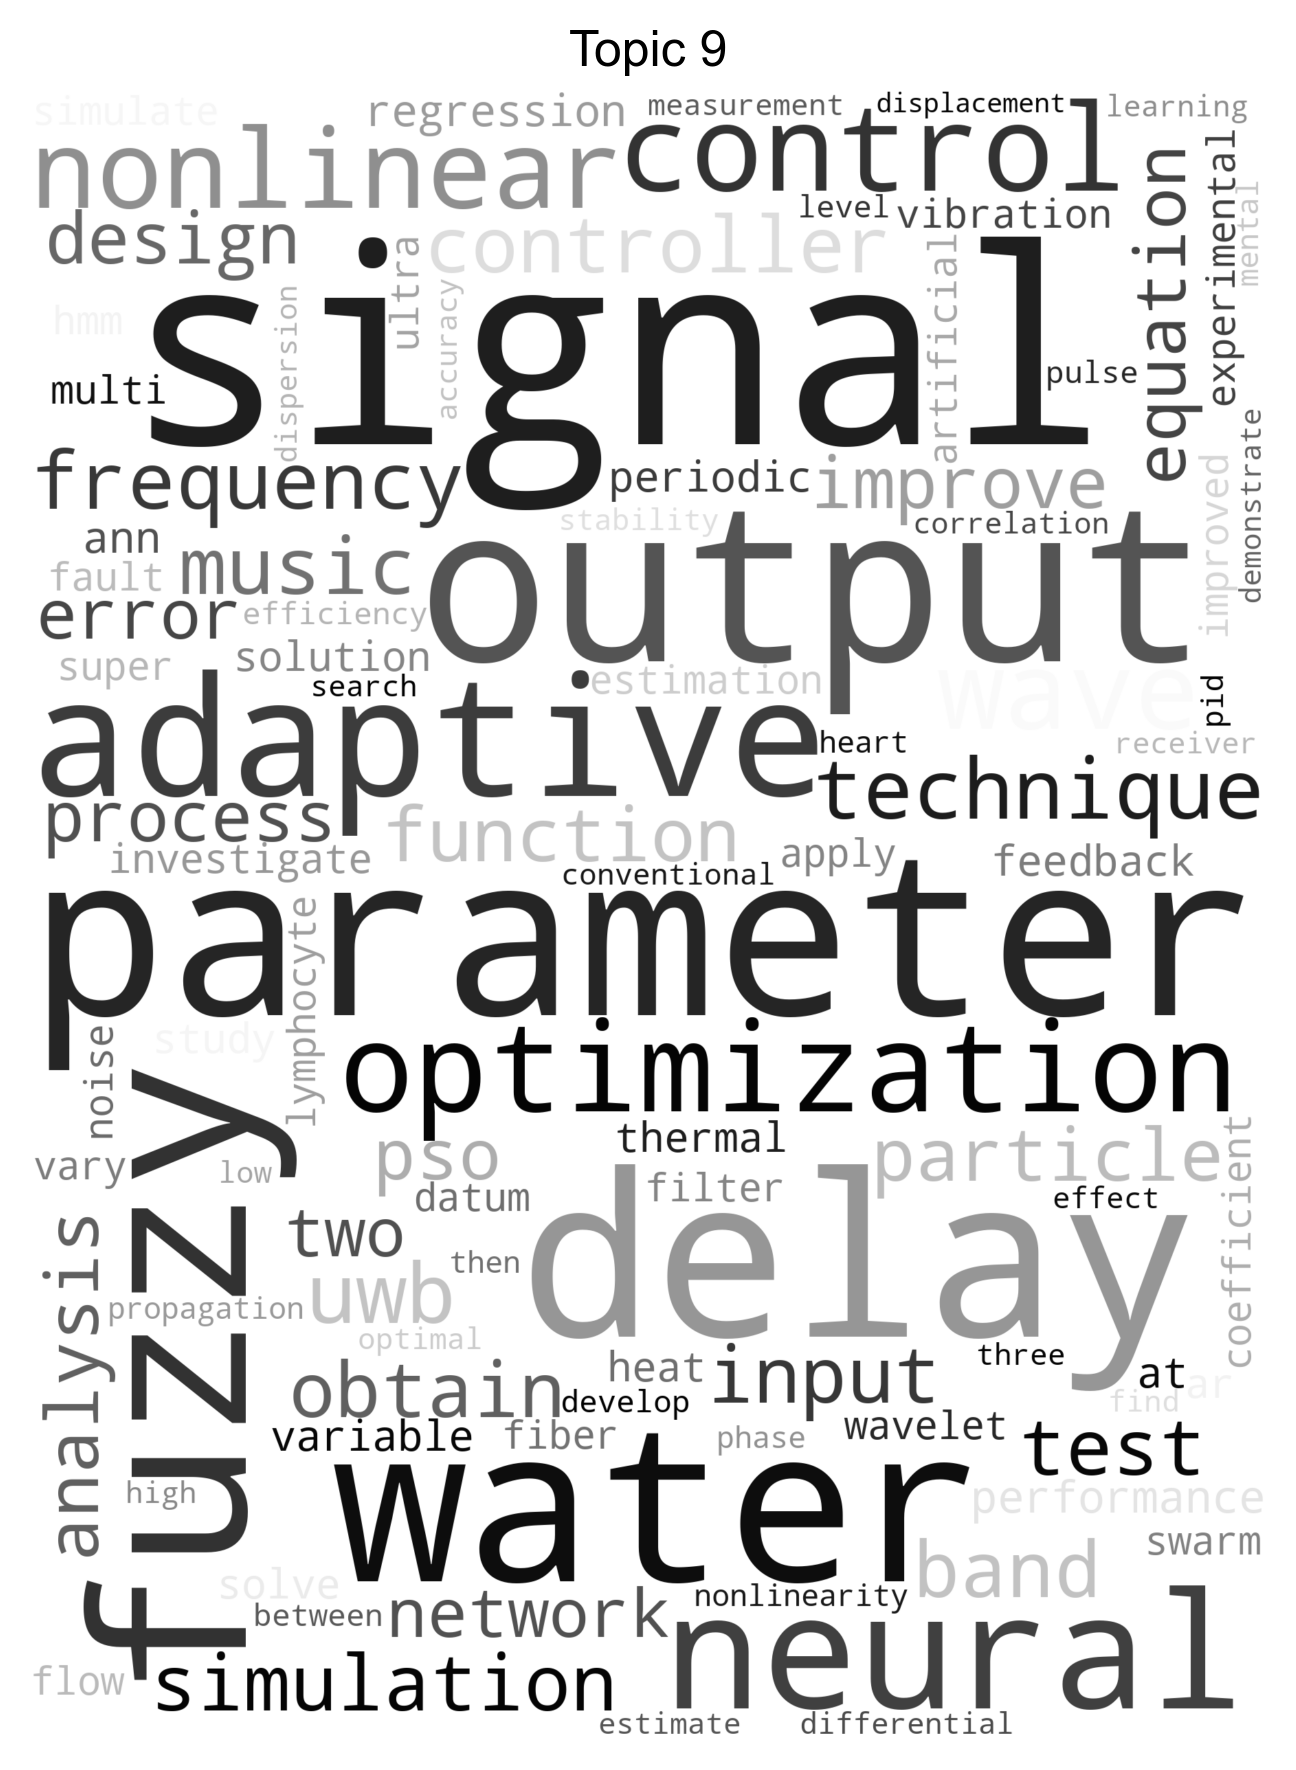 Topic 9
simulate
regression
measurement
displacement
learning
nonlinear
control
design
level
vibration
controller
ultra
equation
experimental
mental
signal
hmm
dispersion
accuracy
artificial
multi
pulse
frequency
periodic
improve
improved
demonstrate
stability
correlation
ann
music
output
fault
error
efficiency
super
solution
search
estimation
wave
pid
adaptive
heart
receiver
technique
process
function
investigate
apply
feedback
conventional
parameter
lymphocyte
noise
study
optimization
fuzzy
thermal
pso
particle
vary
low
datum
filter
effect
coefficient
two
then
delay
analysis
uwb
propagation
optimal
heat
input
three
at
ar
find
obtain
develop
variable
fiber
phase
wavelet
test
high
water
performance
band
swarm
solve
between
network
nonlinearity
neural
flow
simulation
estimate
differential